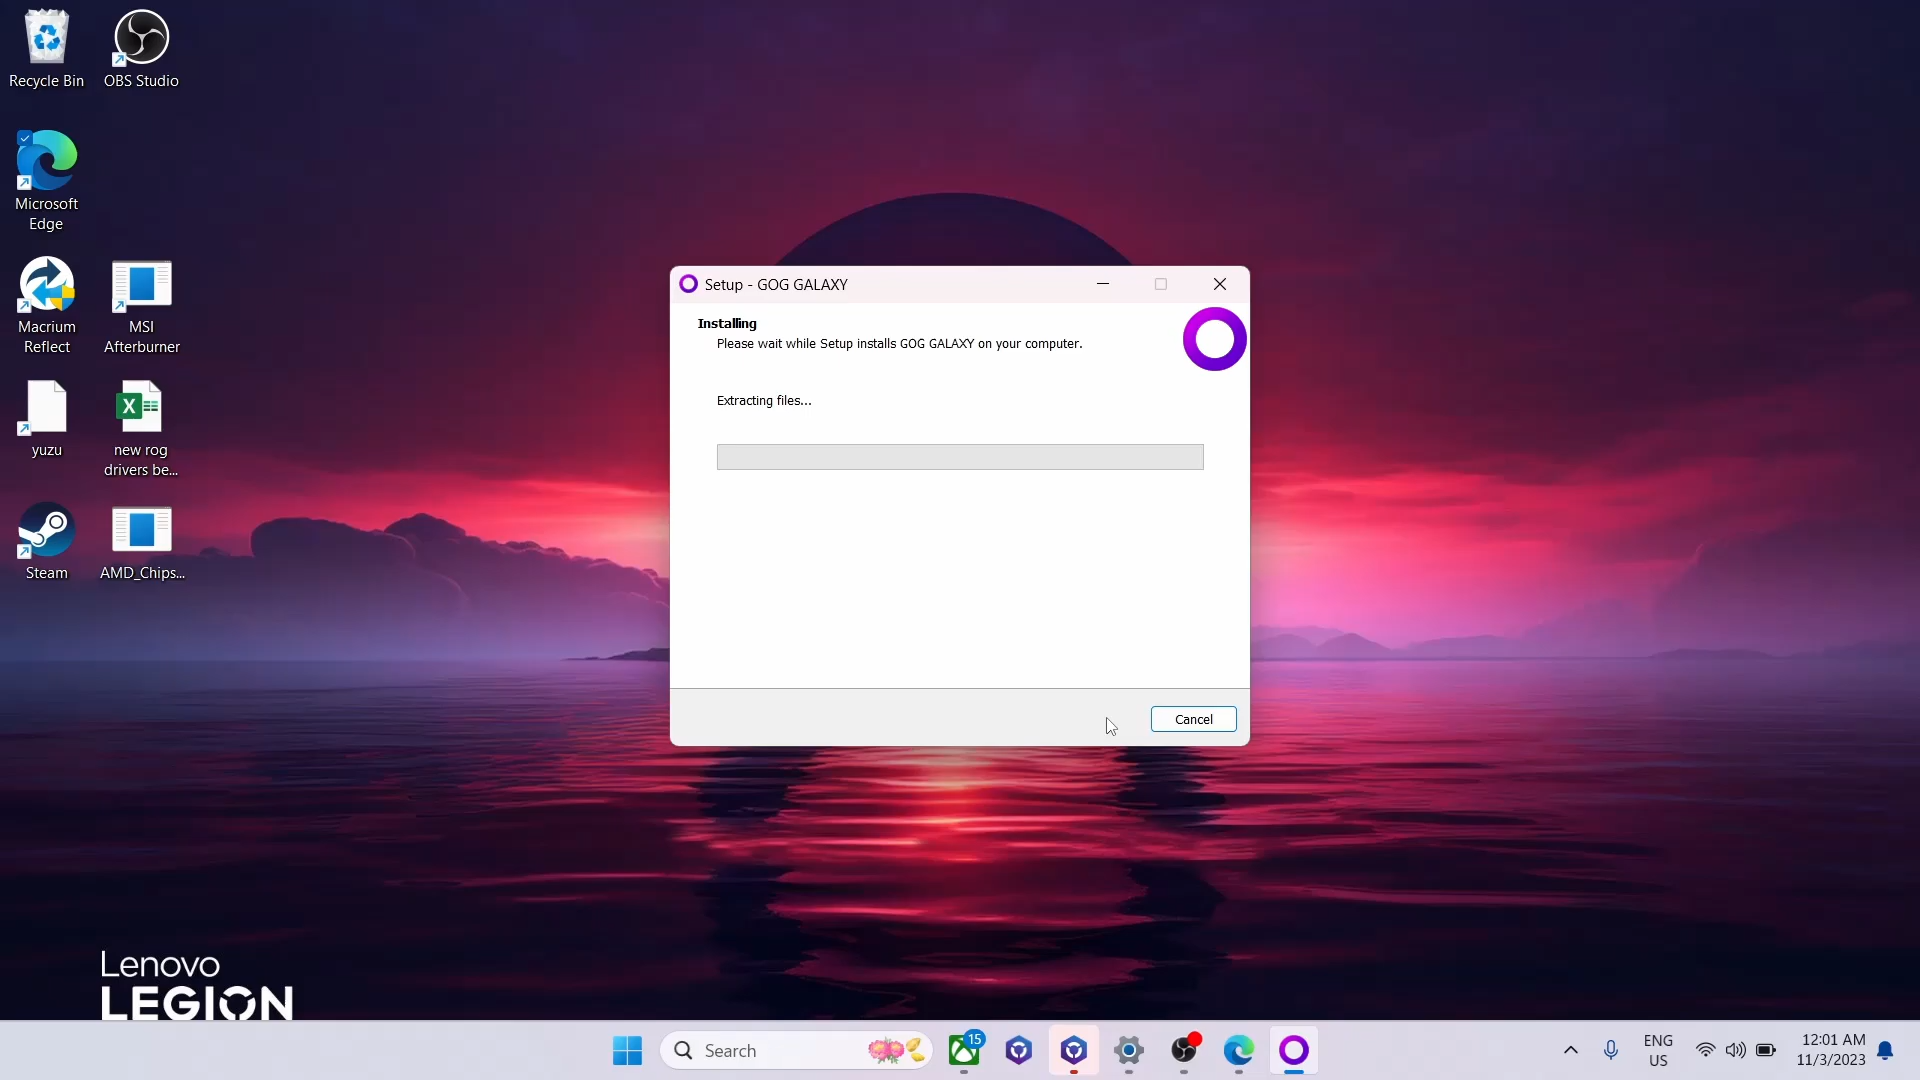 Recycle Bin
OBS Studio
Microsoft
Edge
Macrium
Reflect
MSI
Afterburner
yuzu
new rog
drivers be...
Steam
AMD_Chips...
Setup - GOG GALAXY
Installing
Please wait while Setup installs GOG GALAXY on your computer.
Extracting files...
Cancel
Lenovo
LEGION
Search
15
ENG
US
12:01 AM
11/3/2023